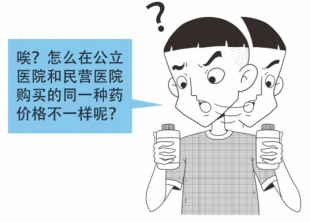 ?
唉？怎么在公立
医院和民营医院
购买的同一种药
价格不一样呢？